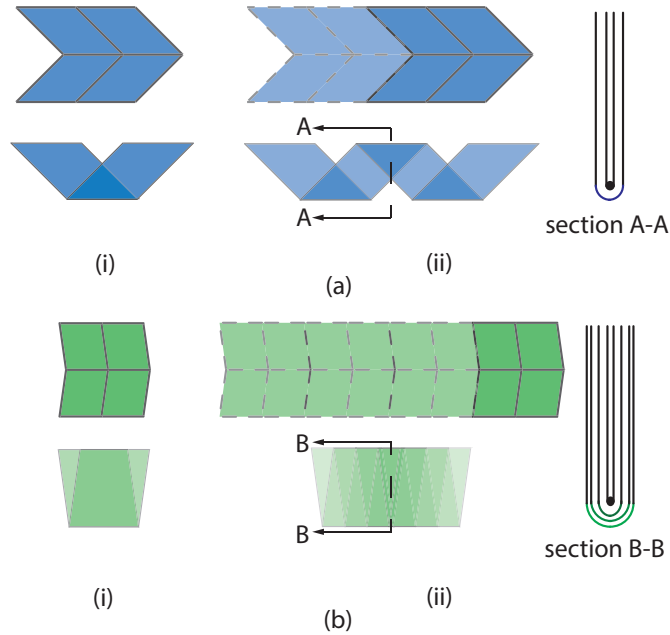 A
A
section A-A
(i)
(ii)
(a)
B
B
section B-B
(i)
(ii)
(b)